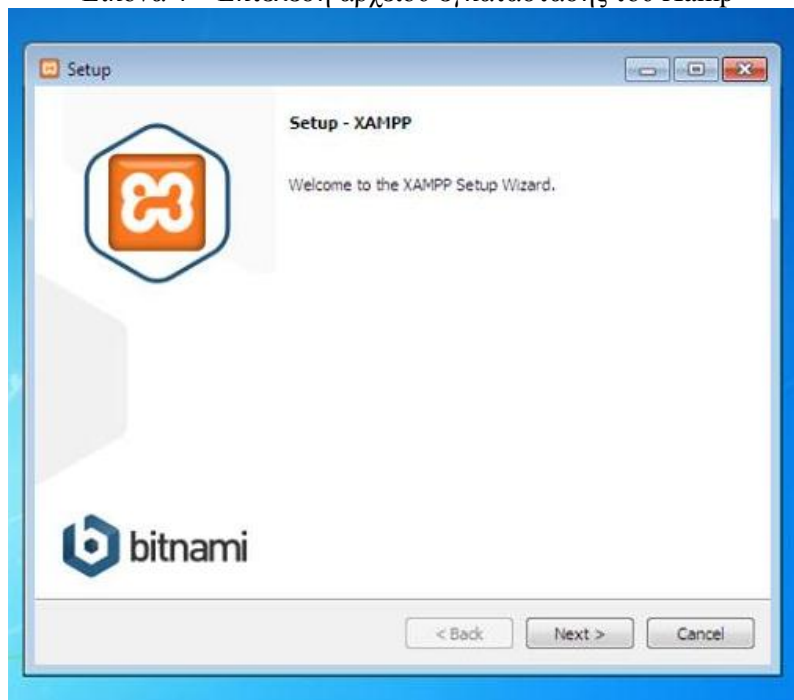 Setup
Setup - XAMPP
Welcome to the XAMPP Setup Wizard.
bitnami
< Back
Next >
Cancel